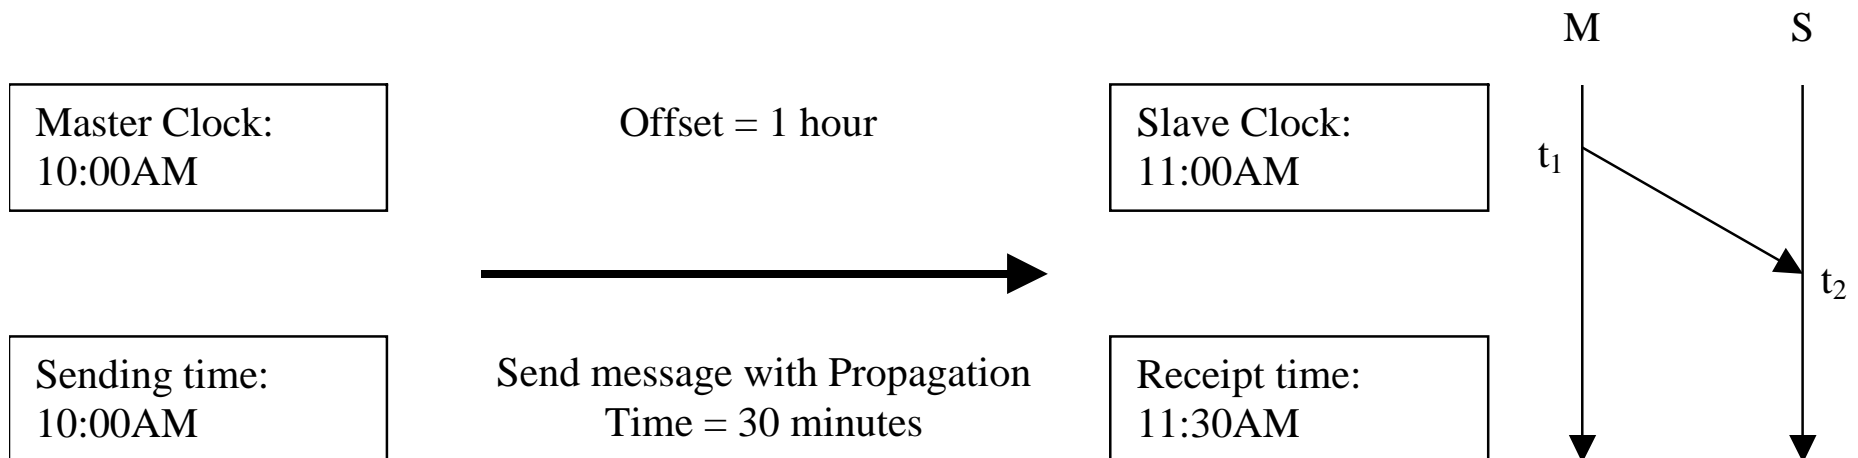 M
S
Master Clock:
10:00AM
Offset = 1 hour
Slave Clock:
11:00AM
t₁
t₂
Sending time:
10:00AM
Send message with Propagation
Time = 30 minutes
Receipt time:
11:30AM